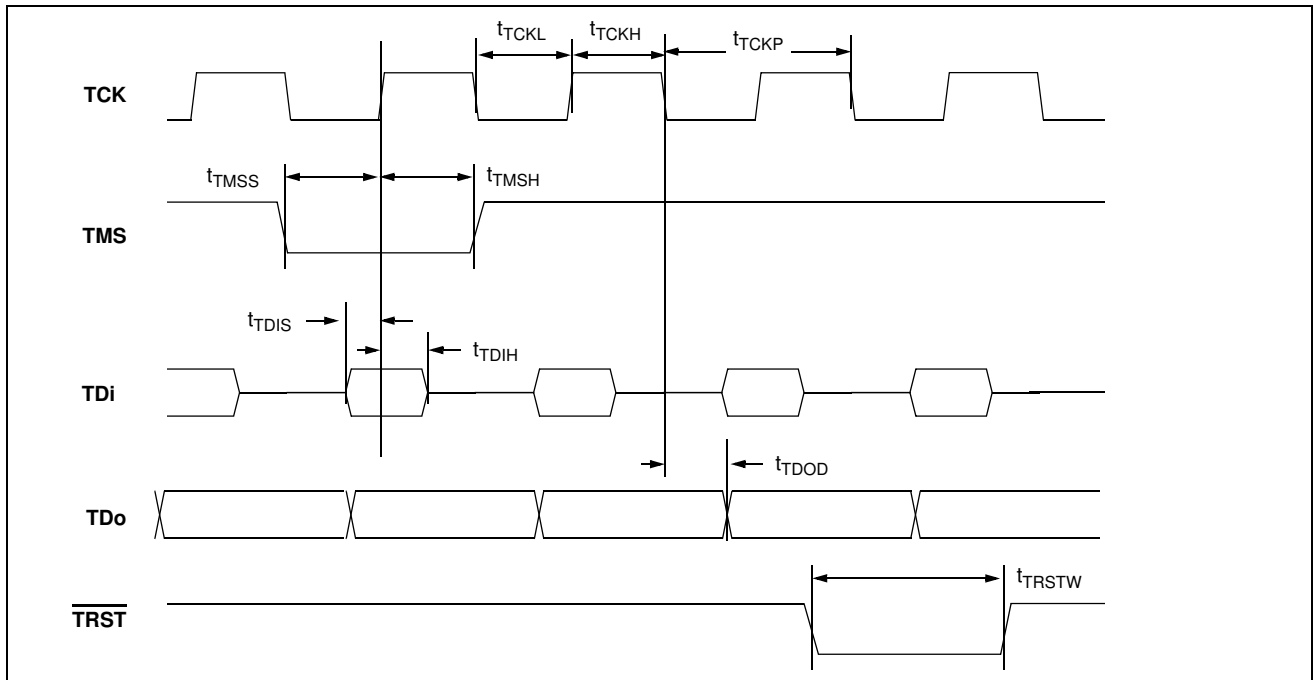 tTCKL tTCKH tTCKP
TCK
tTMSS tTMSH
TMS
tTDIS
tTDIH
TDi
tTDOD
TDo
tTRSTW
TRST